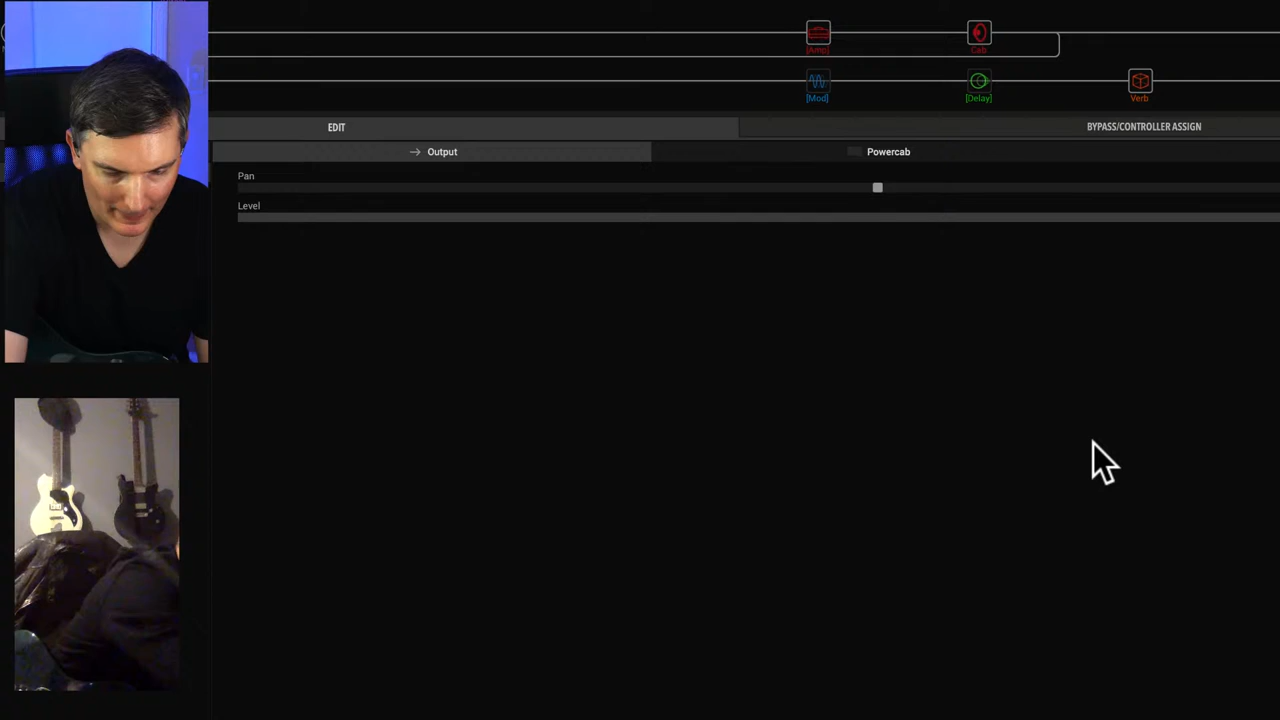 [Amp]
Cab
[Mod]
[Delay]
Verb
EDIT
BYPASS/CONTROLLER ASSIGN
Output
Powercab
Pan
Level